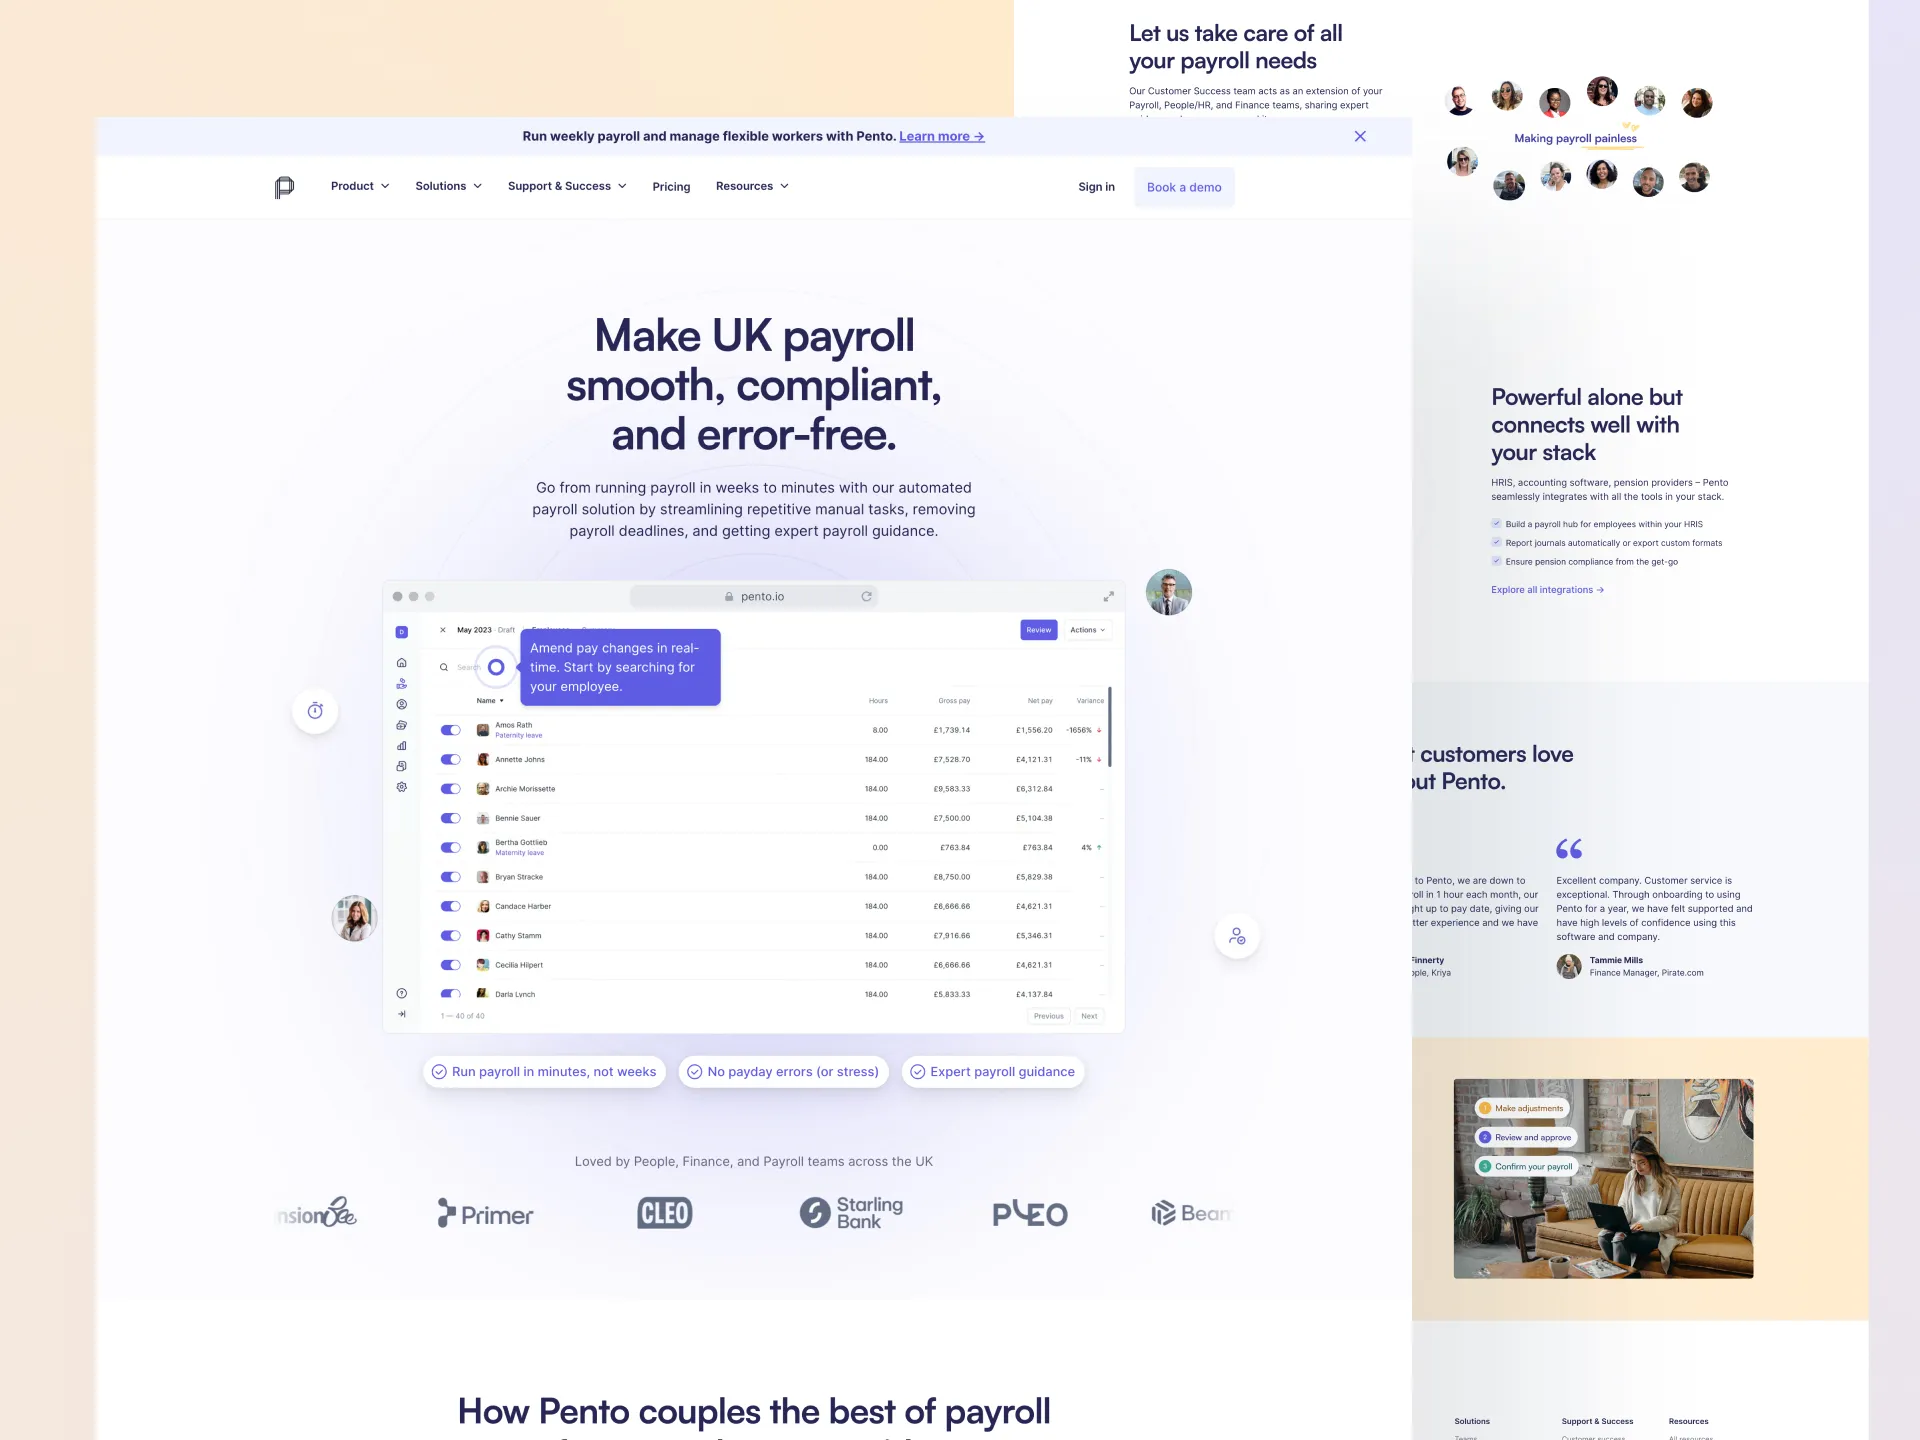 Let us take care of all
your payroll needs
Our Customer Success team acts as an extension of your
Payroll, People/HR, and Finance teams, sharing expert
Making payroll painless
Run weekly payroll and manage flexible workers with Pento. Learn more →
Product
Solutions
Support & Success
Pricing
Resources
Sign in
Book a demo
Make UK payroll
smooth, compliant,
and error-free.
Go from running payroll in weeks to minutes with our automated
payroll solution by streamlining repetitive manual tasks, removing
payroll deadlines, and getting expert payroll guidance.
pento.io
D
May 2023 · Draft
Review
Actions
Search
Amend pay changes in real-
time. Start by searching for
your employee.
Name Hours Gross pay Net pay Variance
Amos Rath 8.00 £1,739.14 £1,556.20 -1656%
Paternity leave
Annette Johns 184.00 £7,528.70 £4,121.31 -11%
Archie Morissette 184.00 £9,583.33 £6,312.84 –
Bennie Sauer 184.00 £7,500.00 £5,104.38 –
Bertha Gottlieb 0.00 £763.84 £763.84 4%
Maternity leave
Bryan Stracke 184.00 £8,750.00 £5,829.38 –
Candace Harber 184.00 £6,666.66 £4,621.31 –
Cathy Stamm 184.00 £7,916.66 £5,346.31 –
Cecilia Hilpert 184.00 £6,666.66 £4,621.31 –
Darla Lynch 184.00 £5,833.33 £4,137.84 –
1 — 40 of 40
Previous
Next
Run payroll in minutes, not weeks
No payday errors (or stress)
Expert payroll guidance
Loved by People, Finance, and Payroll teams across the UK
nsionBee
Primer
CLEO
Starling
Bank
PLEO
Beam
How Pento couples the best of payroll
Powerful alone but
connects well with
your stack
HRIS, accounting software, pension providers – Pento
seamlessly integrates with all the tools in your stack.
Build a payroll hub for employees within your HRIS
Report journals automatically or export custom formats
Ensure pension compliance from the get-go
Explore all integrations →
t customers love
out Pento.
to Pento, we are down to
roll in 1 hour each month, our
ght up to pay date, giving our
tter experience and we have
Finnerty
ople, Kriya
“
Excellent company. Customer service is
exceptional. Through onboarding to using
Pento for a year, we have felt supported and
have high levels of confidence using this
software and company.
Tammie Mills
Finance Manager, Pirate.com
1 Make adjustments
2 Review and approve
3 Confirm your payroll
Solutions
Support & Success
Resources
Teams
Customer success
All resources